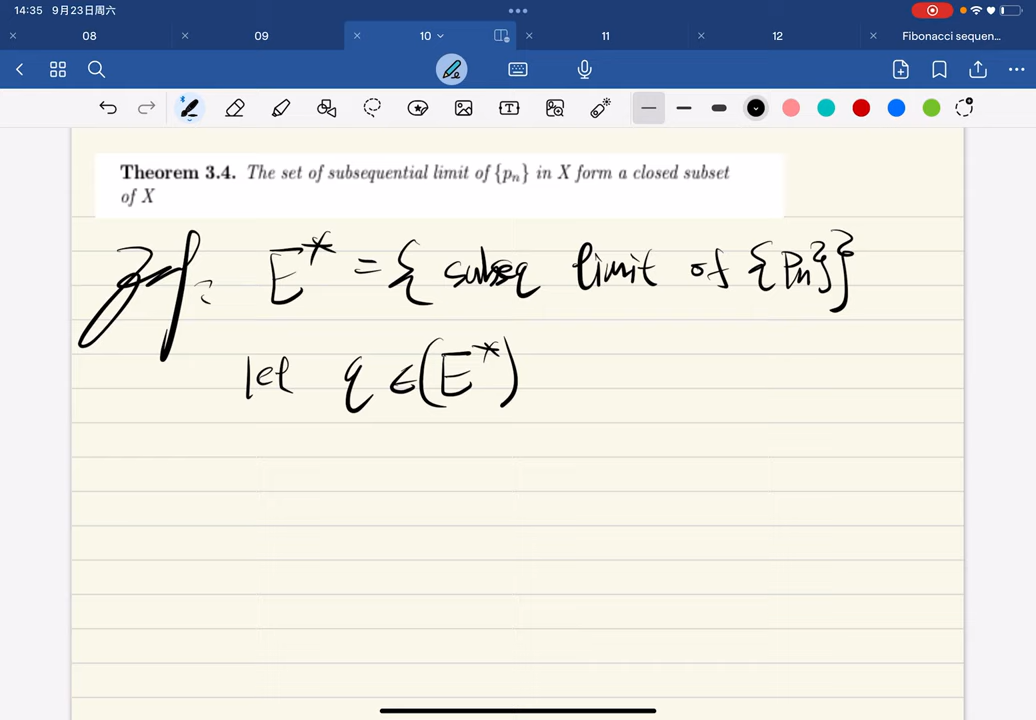 14:35 9月23日周六
08 09 10 11 12 Fibonacci sequen...
Theorem 3.4. The set of subsequential limit of {pₙ} in X form a closed subset
of X
E* = { subseq limit of {Pn}}
let q ∈ (E*)